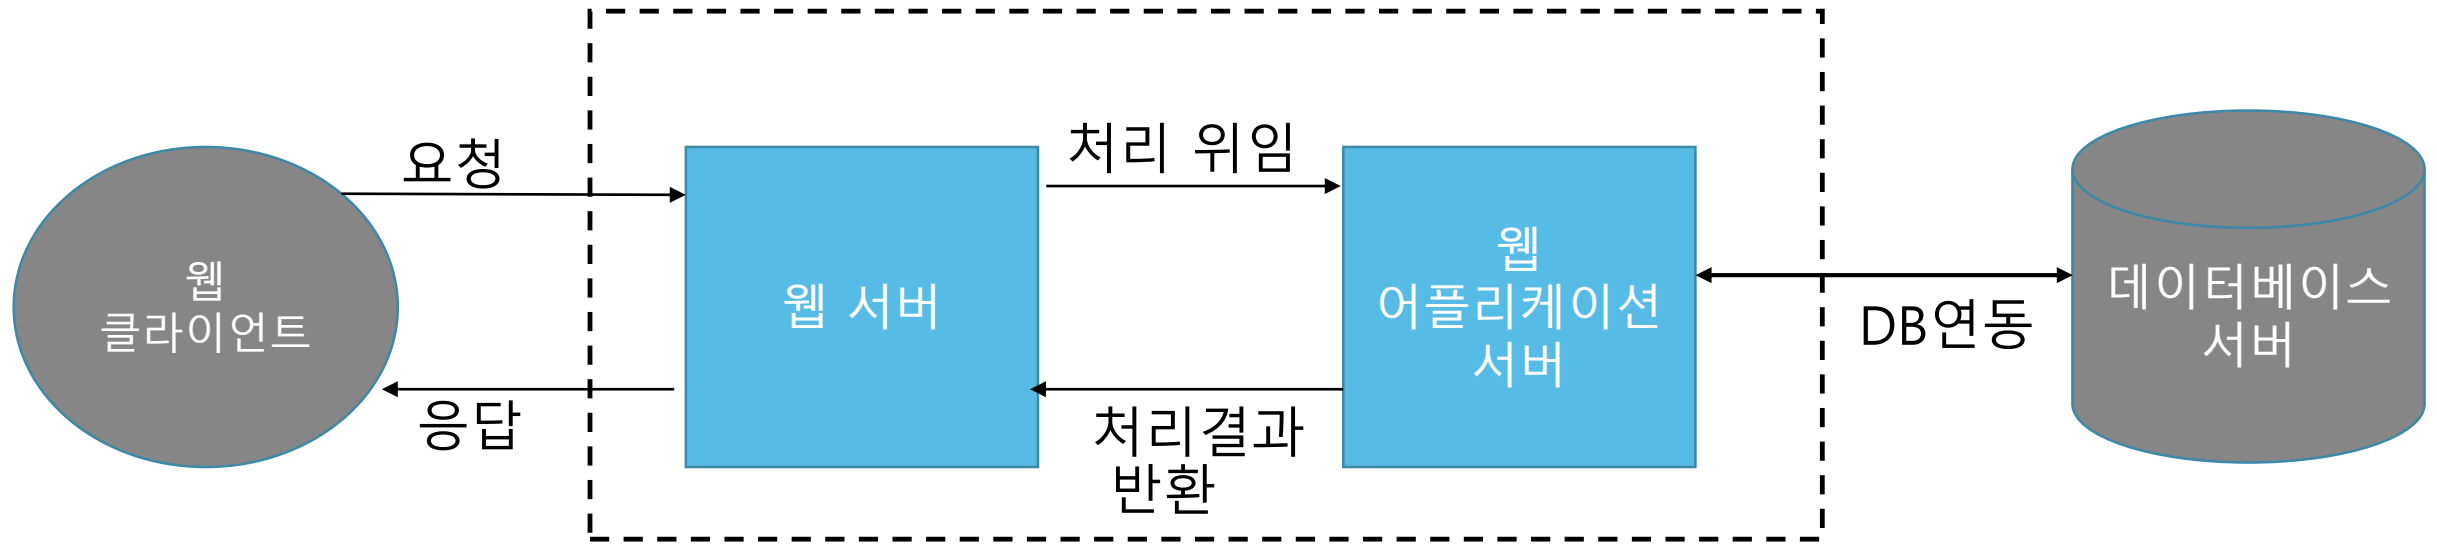 웹
클라이언트
요청
응답
웹 서버
처리 위임
처리결과
반환
웹
어플리케이션
서버
DB연동
데이터베이스
서버